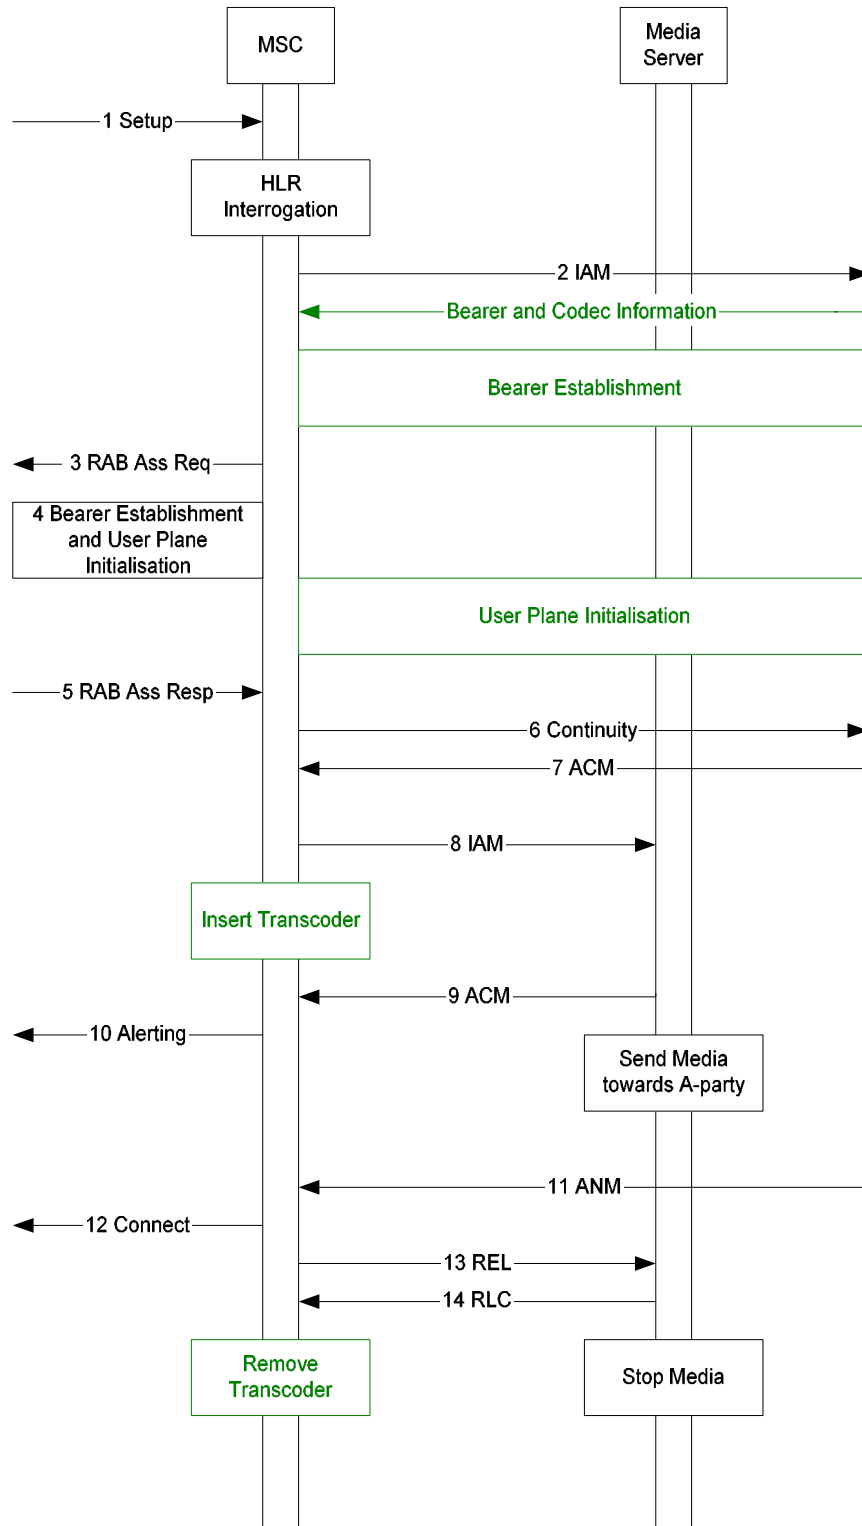 MSC
Media
Server
1 Setup
HLR
Interrogation
2 IAM
Bearer and Codec Information
Bearer Establishment
3 RAB Ass Req
4 Bearer Establishment
and User Plane
Initialisation
User Plane Initialisation
5 RAB Ass Resp
6 Continuity
7 ACM
8 IAM
Insert Transcoder
9 ACM
10 Alerting
Send Media
towards A-party
11 ANM
12 Connect
13 REL
14 RLC
Remove
Transcoder
Stop Media